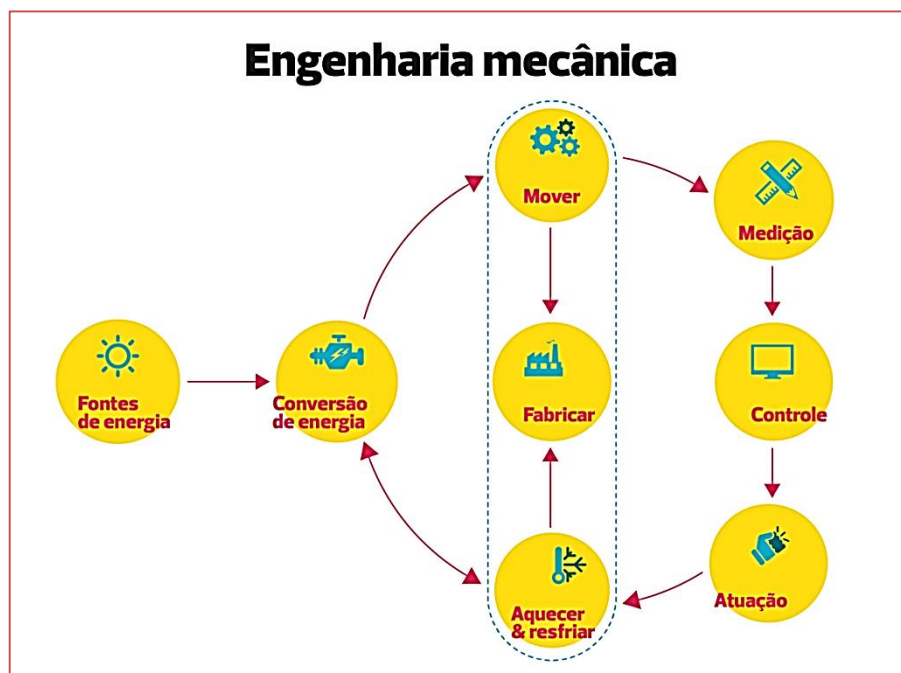 Engenharia mecânica
Mover
Medição
Fontes
de energia
Conversão
de energia
Fabricar
Controle
Aquecer
& resfriar
Atuação